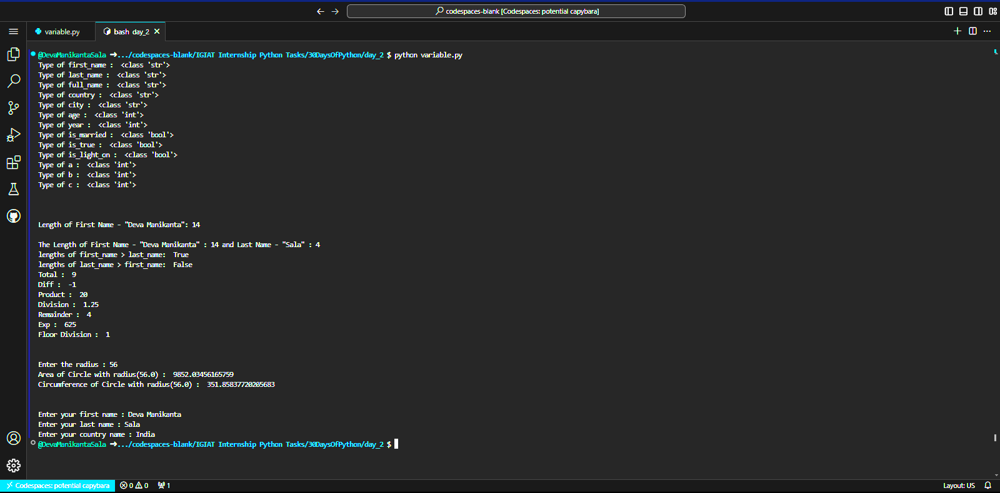 codespaces-blank [Codespaces: potential capybara]
variable.py
bash day_2
@DevaManikantaSala ➜.../codespaces-blank/IGIAT Internship Python Tasks/30DaysOfPython/day_2 $ python variable.py
Type of first_name :  <class 'str'>
Type of last_name :  <class 'str'>
Type of full_name :  <class 'str'>
Type of country :  <class 'str'>
Type of city :  <class 'str'>
Type of age :  <class 'int'>
Type of year :  <class 'int'>
Type of is_married :  <class 'bool'>
Type of is_true :  <class 'bool'>
Type of is_light_on :  <class 'bool'>
Type of a :  <class 'int'>
Type of b :  <class 'int'>
Type of c :  <class 'int'>
Length of First Name - "Deva Manikanta": 14
The Length of First Name - "Deva Manikanta" : 14 and Last Name - "Sala" : 4
lengths of first_name > last_name:  True
lengths of last_name > first_name:  False
Total :  9
Diff :  -1
Product :  20
Division :  1.25
Remainder :  4
Exp :  625
Floor Division :  1
Enter the radius : 56
Area of Circle with radius(56.0) :  9852.03456165759
Circumference of Circle with radius(56.0) :  351.85837720205683
Enter your first name : Deva Manikanta
Enter your last name : Sala
Enter your country name : India
@DevaManikantaSala ➜.../codespaces-blank/IGIAT Internship Python Tasks/30DaysOfPython/day_2 $
Codespaces: potential capybara 0 0 1 Layout: US